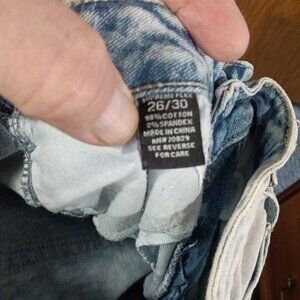 26/30
98% COTTON
2% SPANDEX
MADE IN CHINA
SEE REVERSE
FOR CARE